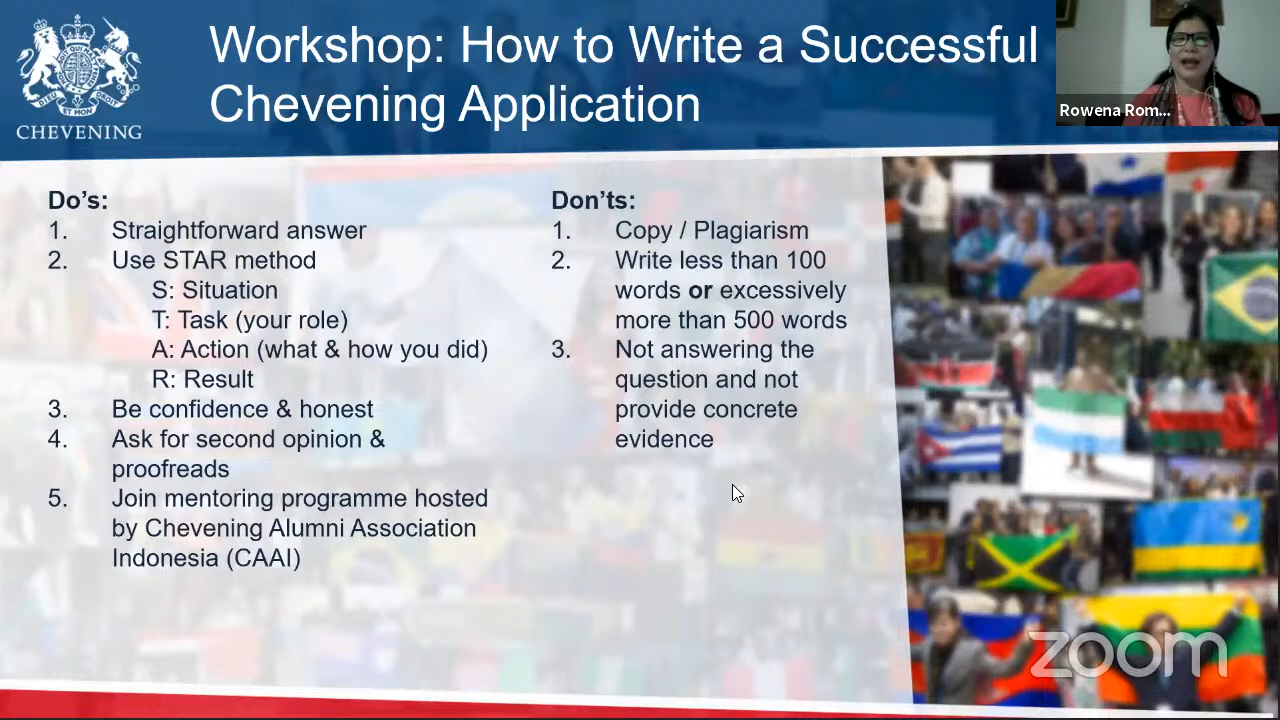 Workshop: How to Write a Successful
Chevening Application
CHEVENING
Rowena Rom...
Do's:
1. Straightforward answer
2. Use STAR method
S: Situation
T: Task (your role)
A: Action (what & how you did)
R: Result
3. Be confidence & honest
4. Ask for second opinion &
proofreads
5. Join mentoring programme hosted
by Chevening Alumni Association
Indonesia (CAAI)
Don'ts:
1. Copy / Plagiarism
2. Write less than 100
words or excessively
more than 500 words
3. Not answering the
question and not
provide concrete
evidence
zoom